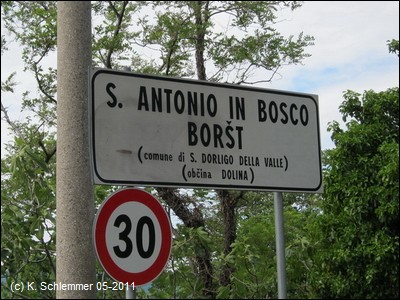 S. ANTONIO IN BOSCO
BORŠT
(comune di S. DORLIGO DELLA VALLE)
(občina DOLINA)
30
(c) K. Schlemmer 05-2011